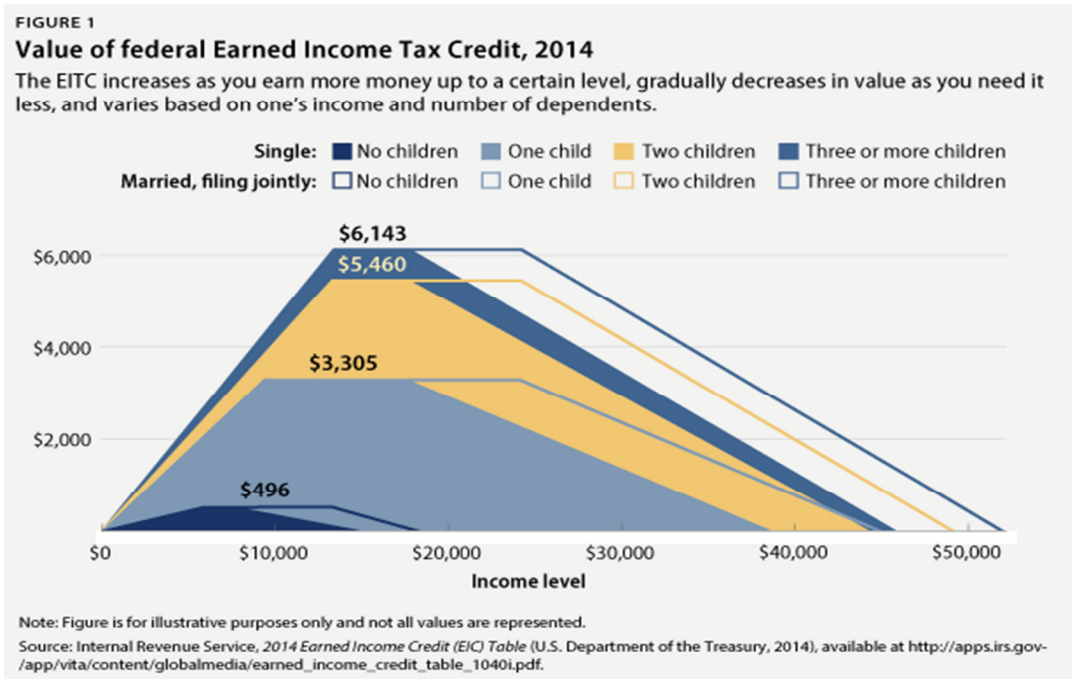 FIGURE 1
Value of federal Earned Income Tax Credit, 2014
The EITC increases as you earn more money up to a certain level, gradually decreases in value as you need it
less, and varies based on one's income and number of dependents.
Single: No children One child Two children Three or more children
Married, filing jointly: No children One child Two children Three or more children
$6,143
$6,000
$5,460
$4,000
$3,305
$2,000
$496
$0 $10,000 $20,000 $30,000 $40,000 $50,000
Income level
Note: Figure is for illustrative purposes only and not all values are represented.
Source: Internal Revenue Service, 2014 Earned Income Credit (EIC) Table (U.S. Department of the Treasury, 2014), available at http://apps.irs.gov-
/app/vita/content/globalmedia/earned_income_credit_table_1040i.pdf.